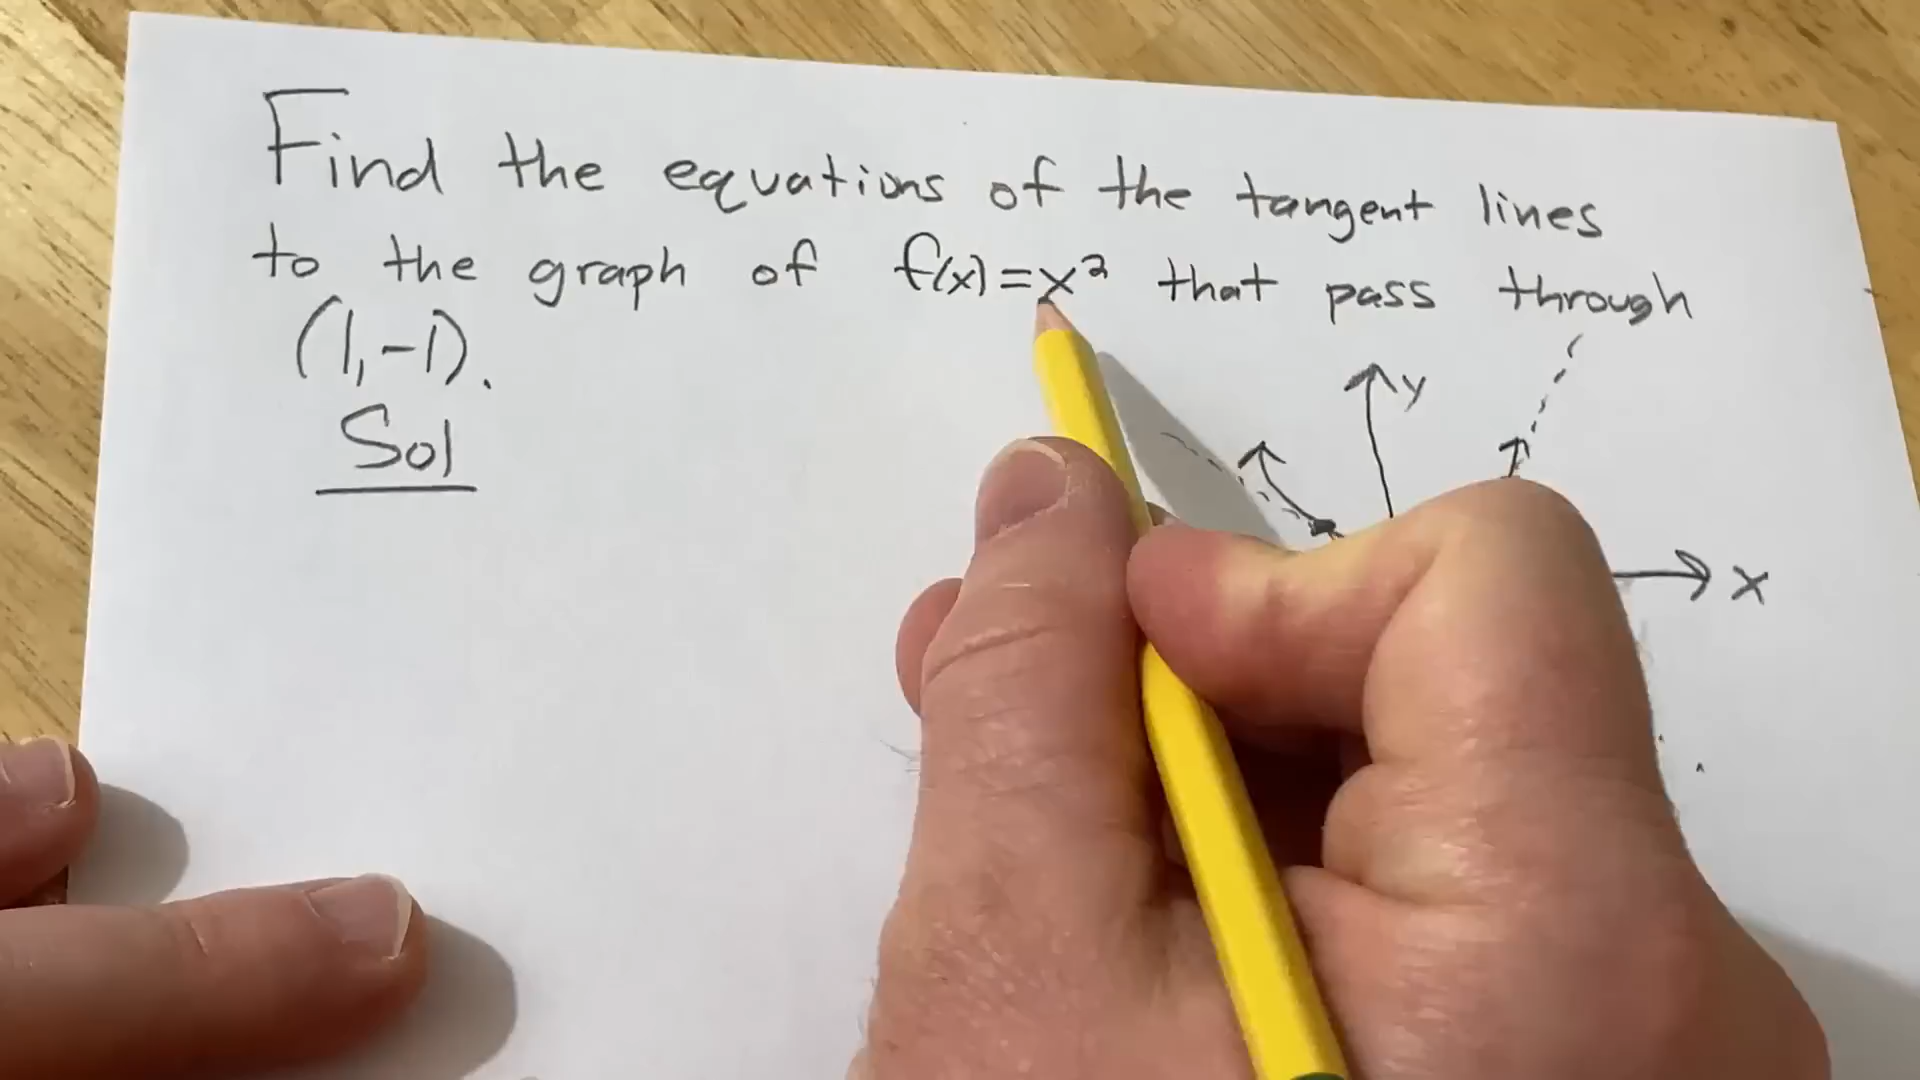 Find the equations of the tangent lines
to the graph of f(x)=x² that pass through
(1,-1).
Sol
y
x